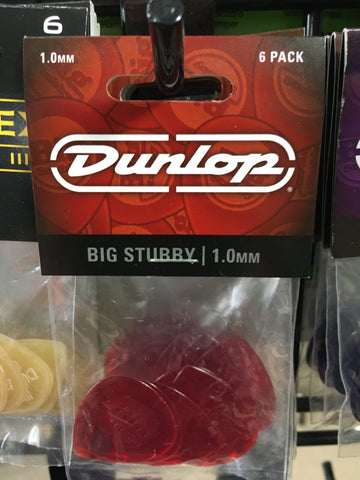 6
1.0MM
6 PACK
Dunlop®
BIG STUBBY | 1.0MM